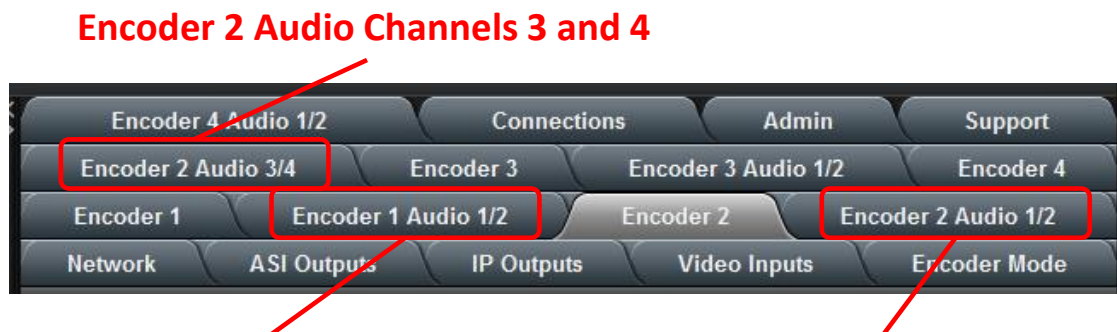 Encoder 2 Audio Channels 3 and 4
Encoder 4 Audio 1/2 Connections Admin Support
Encoder 2 Audio 3/4 Encoder 3 Encoder 3 Audio 1/2 Encoder 4
Encoder 1 Encoder 1 Audio 1/2 Encoder 2 Encoder 2 Audio 1/2
Network ASI Outputs IP Outputs Video Inputs Encoder Mode